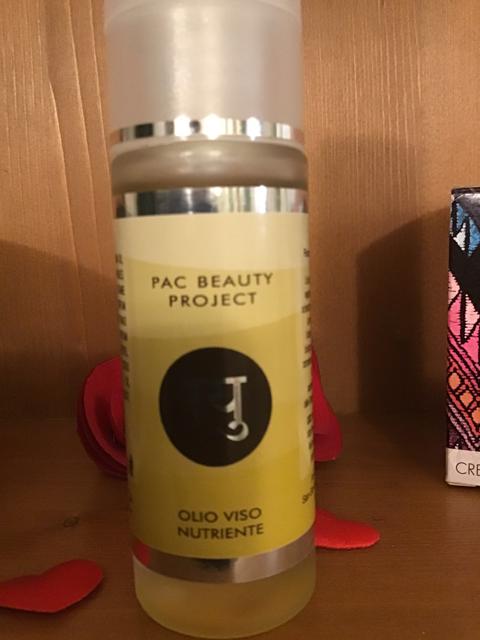 PAC BEAUTY
PROJECT
OLIO VISO
NUTRIENTE
CRE